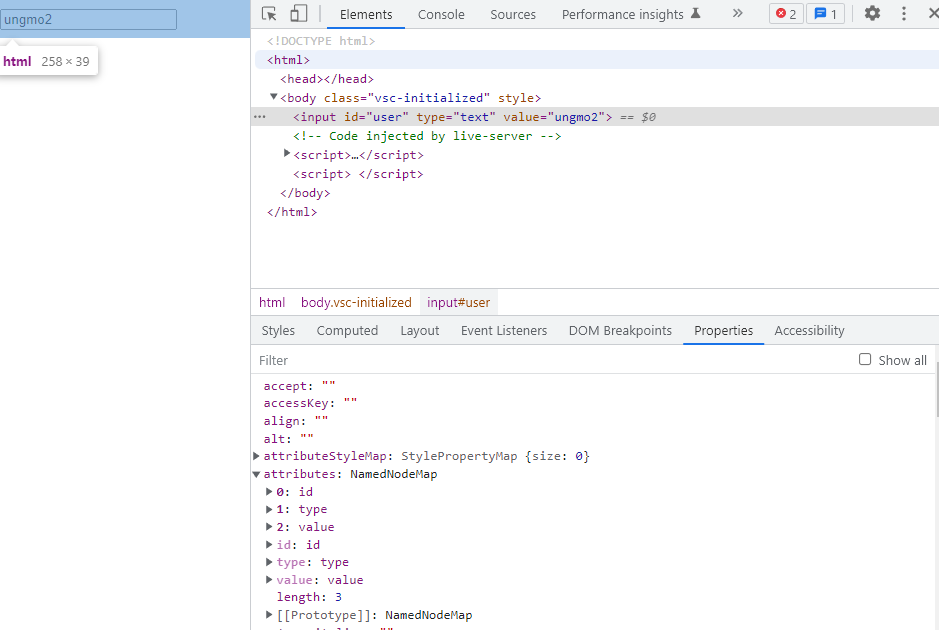 ungmo2
html 258 × 39
Elements Console Sources Performance insights » 2 1
<!DOCTYPE html>
<html>
<head></head>
▼<body class="vsc-initialized" style>
··· <input id="user" type="text" value="ungmo2"> == $0
<!-- Code injected by live-server -->
▶<script>…</script>
<script> </script>
</body>
</html>
html body.vsc-initialized input#user
Styles Computed Layout Event Listeners DOM Breakpoints Properties Accessibility
Filter Show all
accept: ""
accessKey: ""
align: ""
alt: ""
▶attributeStyleMap: StylePropertyMap {size: 0}
▼attributes: NamedNodeMap
▶0: id
▶1: type
▶2: value
▶id: id
▶type: type
▶value: value
length: 3
▶[[Prototype]]: NamedNodeMap